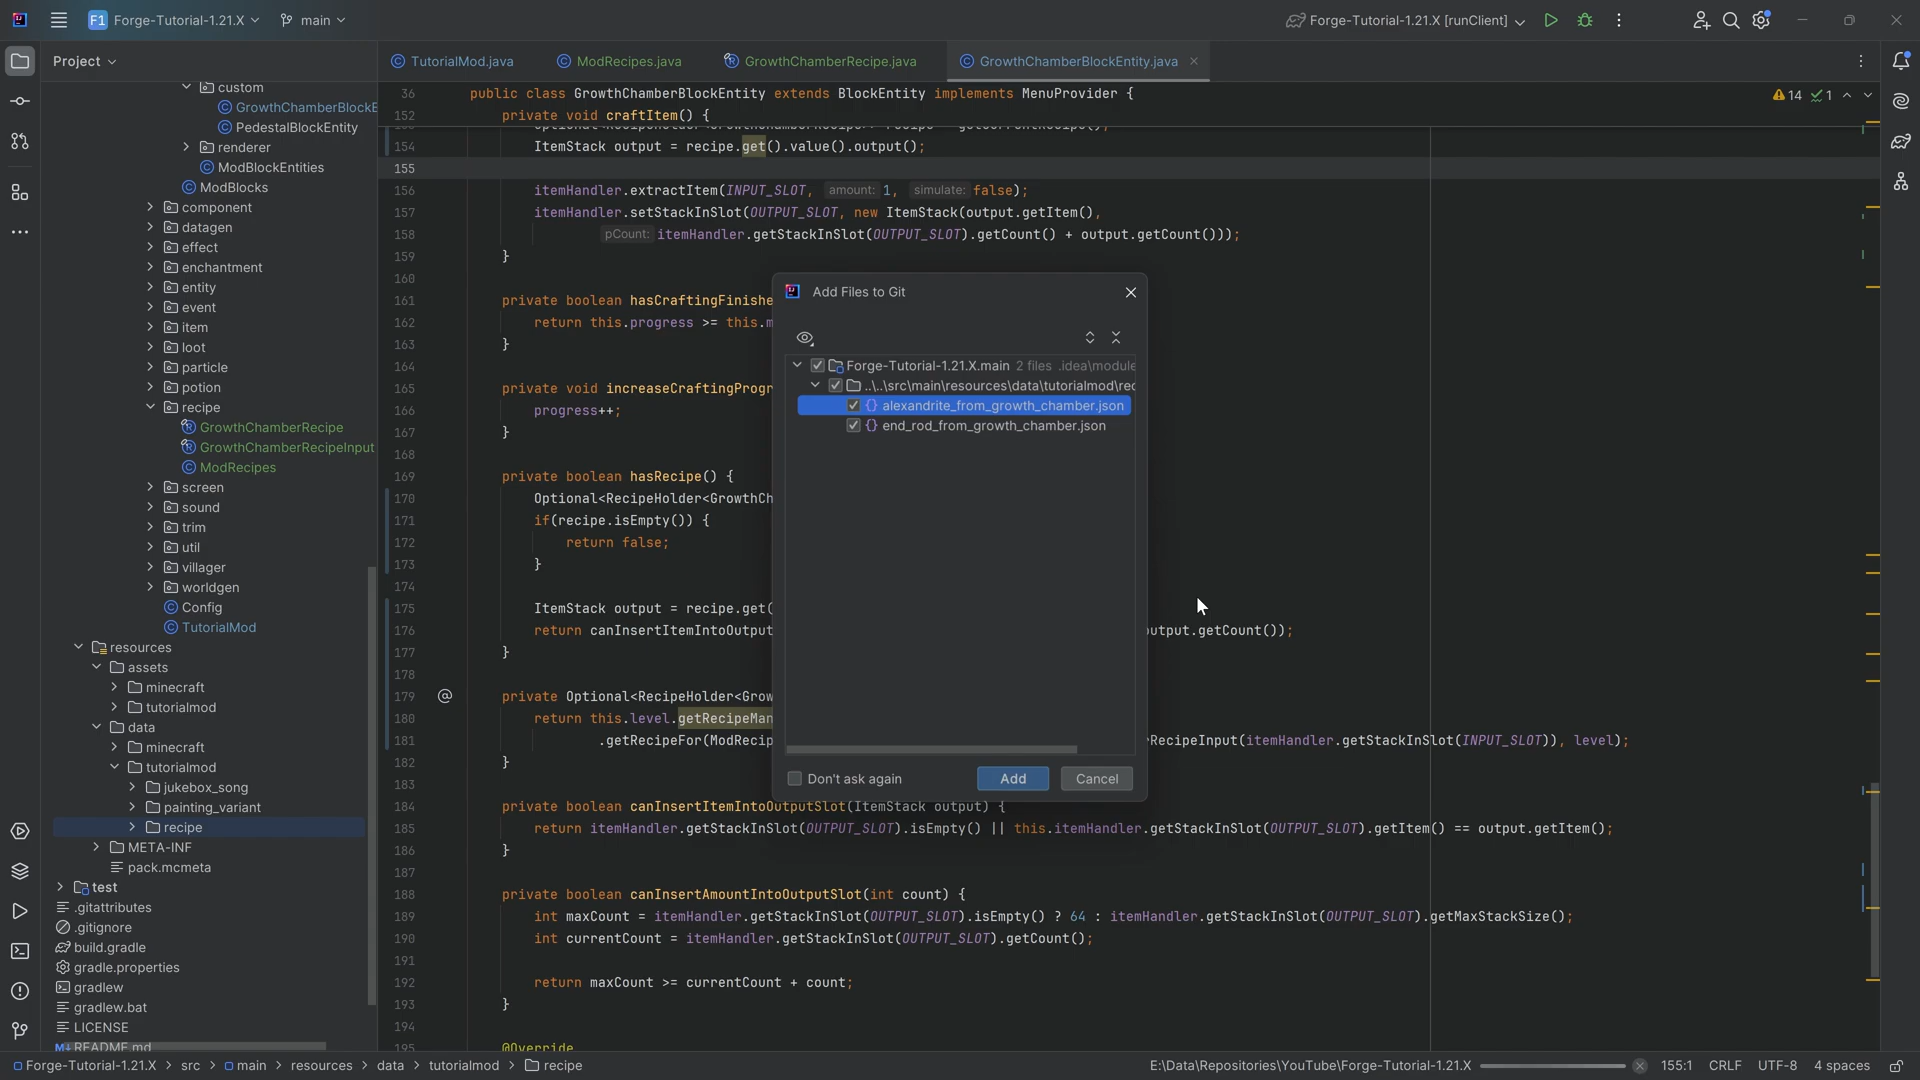 F1 Forge-Tutorial-1.21.X main Forge-Tutorial-1.21.X [runClient]
Project
TutorialMod.java ModRecipes.java GrowthChamberRecipe.java GrowthChamberBlockEntity.java
custom
GrowthChamberBlockE
PedestalBlockEntity
renderer
ModBlockEntities
ModBlocks
component
datagen
effect
enchantment
entity
event
item
loot
particle
potion
recipe
GrowthChamberRecipe
GrowthChamberRecipeInput
ModRecipes
screen
sound
trim
util
villager
worldgen
Config
TutorialMod
resources
assets
minecraft
tutorialmod
data
minecraft
tutorialmod
jukebox_song
painting_variant
recipe
META-INF
pack.mcmeta
test
.gitattributes
.gitignore
build.gradle
gradle.properties
gradlew
gradlew.bat
LICENSE
README.md
14 1
36 public class GrowthChamberBlockEntity extends BlockEntity implements MenuProvider {
152 private void craftItem() {
154 ItemStack output = recipe.get().value().output();
155
156 itemHandler.extractItem(INPUT_SLOT, amount: 1, simulate: false);
157 itemHandler.setStackInSlot(OUTPUT_SLOT, new ItemStack(output.getItem(),
158 pCount: itemHandler.getStackInSlot(OUTPUT_SLOT).getCount() + output.getCount()));
159 }
160
161 private boolean hasCraftingFinishe
162 return this.progress >= this.m
163 }
164
165 private void increaseCraftingProgr
166 progress++;
167 }
168
169 private boolean hasRecipe() {
170 Optional<RecipeHolder<GrowthCh
171 if(recipe.isEmpty()) {
172 return false;
173 }
174
175 ItemStack output = recipe.get(
176 return canInsertItemIntoOutput utput.getCount());
177 }
178
179 @ private Optional<RecipeHolder<Grow
180 return this.level.getRecipeMan
181 .getRecipeFor(ModRecip RecipeInput(itemHandler.getStackInSlot(INPUT_SLOT)), level);
182 }
183
184 private boolean canInsertItemIntoOutputSlot(ItemStack output) {
185 return itemHandler.getStackInSlot(OUTPUT_SLOT).isEmpty() || this.itemHandler.getStackInSlot(OUTPUT_SLOT).getItem() == output.getItem();
186 }
187
188 private boolean canInsertAmountIntoOutputSlot(int count) {
189 int maxCount = itemHandler.getStackInSlot(OUTPUT_SLOT).isEmpty() ? 64 : itemHandler.getStackInSlot(OUTPUT_SLOT).getMaxStackSize();
190 int currentCount = itemHandler.getStackInSlot(OUTPUT_SLOT).getCount();
191
192 return maxCount >= currentCount + count;
193 }
194
195 @Override
Add Files to Git
Forge-Tutorial-1.21.X.main 2 files .idea\module
..\..\src\main\resources\data\tutorialmod\rec
{} alexandrite_from_growth_chamber.json
{} end_rod_from_growth_chamber.json
Don't ask again Add Cancel
Forge-Tutorial-1.21.X > src > main > resources > data > tutorialmod > recipe E:\Data\Repositories\YouTube\Forge-Tutorial-1.21.X 155:1 CRLF UTF-8 4 spaces